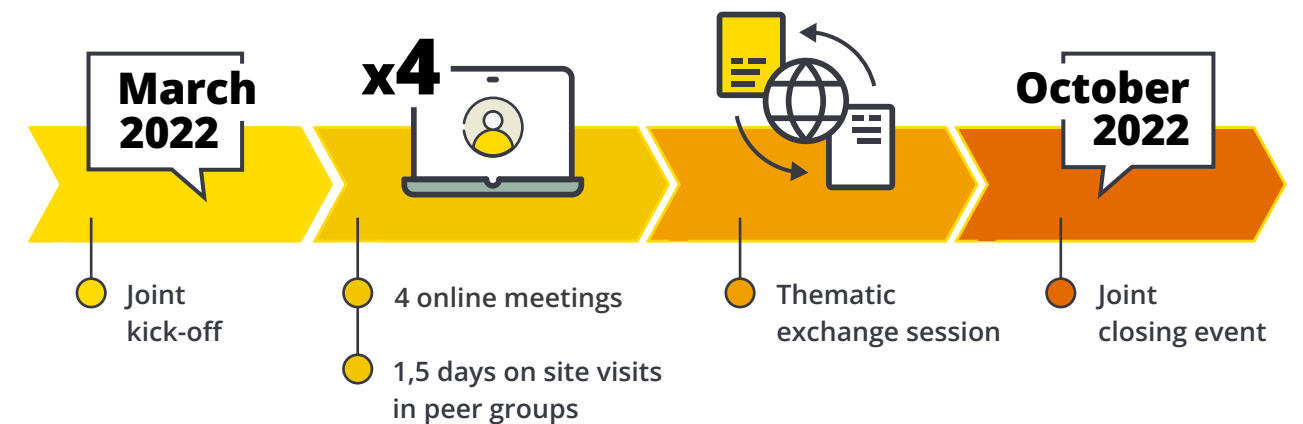 March
2022
x4
October
2022
Joint
kick-off
4 online meetings
1,5 days on site visits
in peer groups
Thematic
exchange session
Joint
closing event